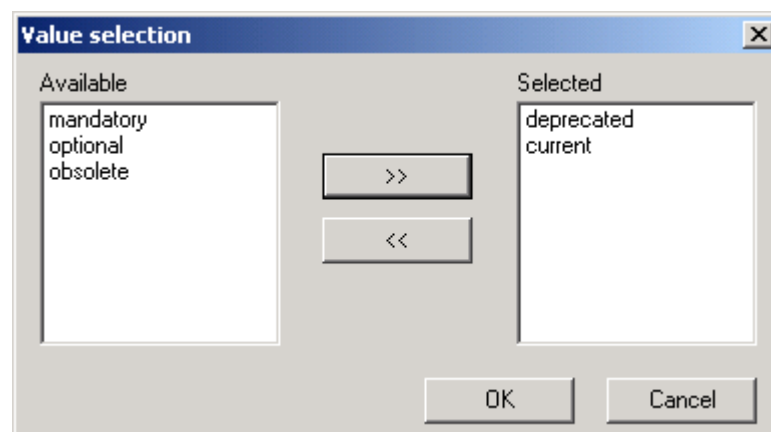 Value selection
Available
Selected
mandatory
optional
obsolete
deprecated
current
>>
<<
OK
Cancel